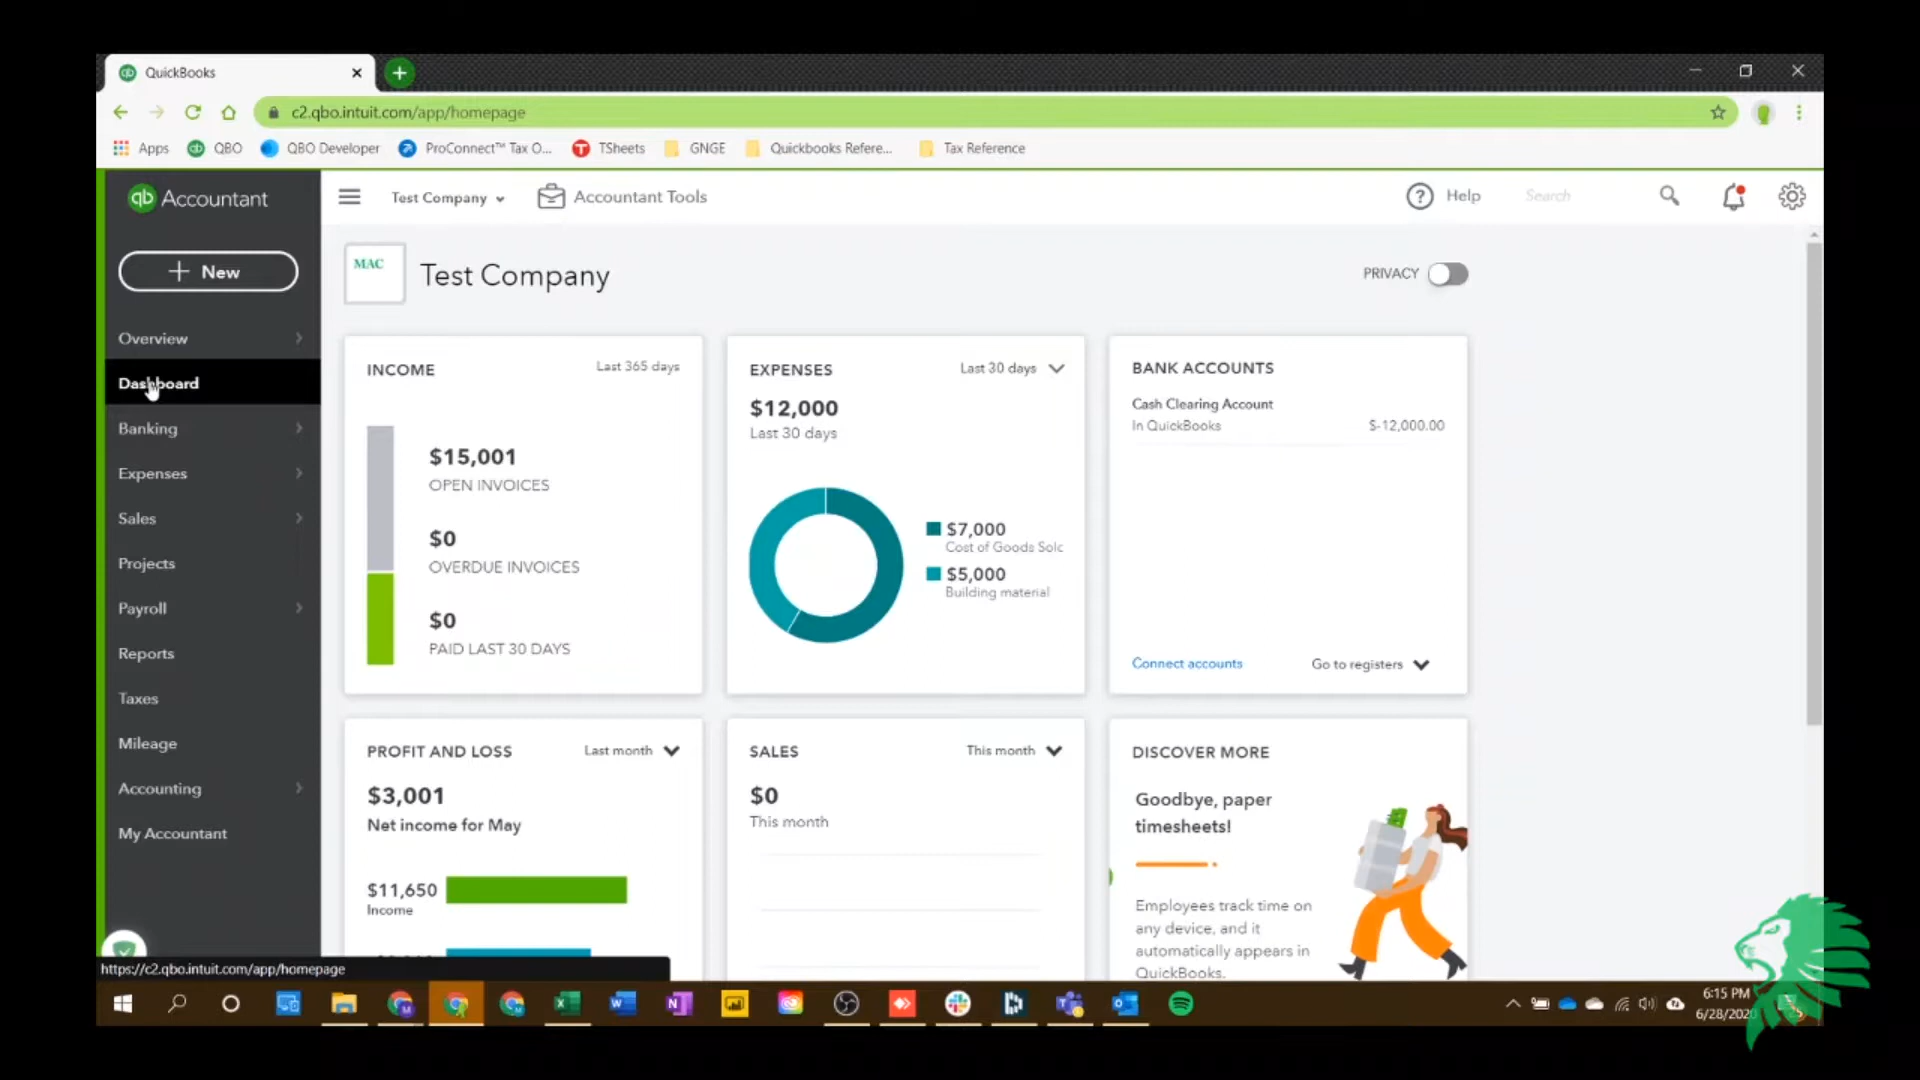 QuickBooks
c2.qbo.intuit.com/app/homepage
Apps QBO QBO Developer ProConnect™ Tax O... TSheets GNGE Quickbooks Refere... Tax Reference
qb Accountant
Test Company
Accountant Tools
Help
Search
New
MAC
Test Company
PRIVACY
Overview
Dashboard
Banking
Expenses
Sales
Projects
Payroll
Reports
Taxes
Mileage
Accounting
My Accountant
INCOME
Last 365 days
$15,001
OPEN INVOICES
$0
OVERDUE INVOICES
$0
PAID LAST 30 DAYS
EXPENSES
Last 30 days
$12,000
Last 30 days
$7,000
Cost of Goods Solc
$5,000
Building material
BANK ACCOUNTS
Cash Clearing Account
In QuickBooks
$-12,000.00
Connect accounts
Go to registers
PROFIT AND LOSS
Last month
$3,001
Net income for May
$11,650
Income
SALES
This month
$0
This month
DISCOVER MORE
Goodbye, paper
timesheets!
Employees track time on
any device, and it
automatically appears in
QuickBooks.
https://c2.qbo.intuit.com/app/homepage
6:15 PM